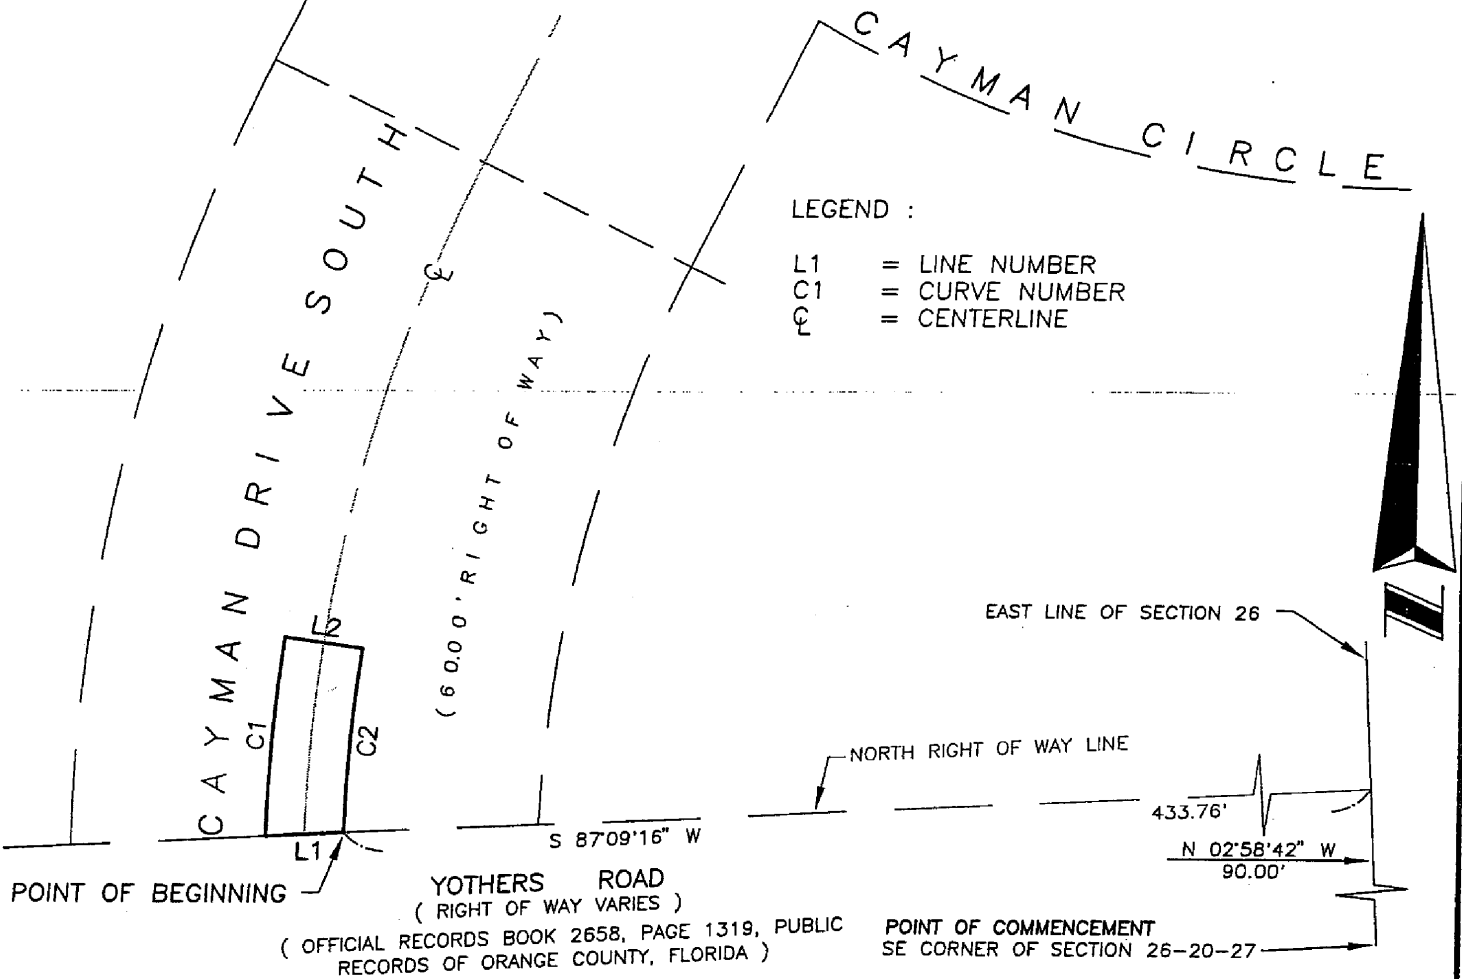 CAYMAN CIRCLE
CAYMAN DRIVE SOUTH
℄
(60.00' RIGHT OF WAY)
LEGEND :
L1 = LINE NUMBER
C1 = CURVE NUMBER
℄ = CENTERLINE
EAST LINE OF SECTION 26
L2
C1
C2
L1
NORTH RIGHT OF WAY LINE
433.76'
S 87°09'16" W
N 02°58'42" W
90.00'
POINT OF BEGINNING
YOTHERS ROAD
( RIGHT OF WAY VARIES )
( OFFICIAL RECORDS BOOK 2658, PAGE 1319, PUBLIC
RECORDS OF ORANGE COUNTY, FLORIDA )
POINT OF COMMENCEMENT
SE CORNER OF SECTION 26-20-27
N